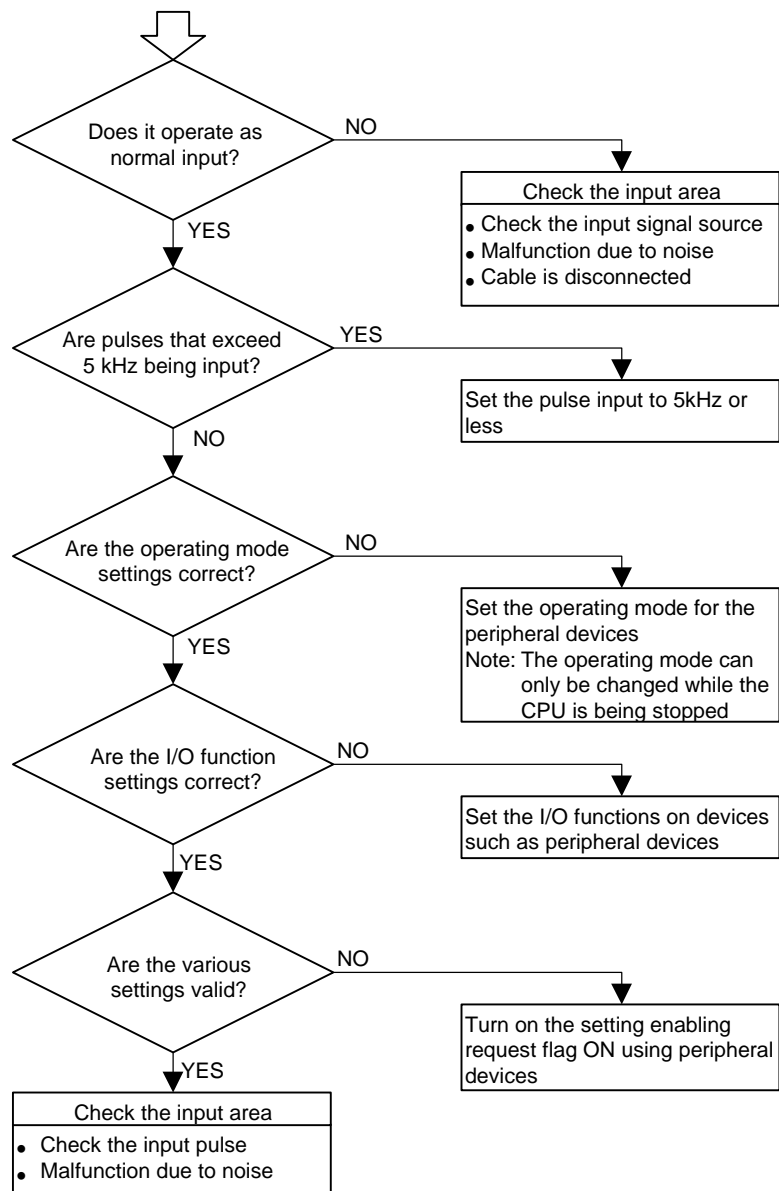 Does it operate as
normal input?
NO
Check the input area
• Check the input signal source
• Malfunction due to noise
• Cable is disconnected
YES
Are pulses that exceed
5 kHz being input?
YES
Set the pulse input to 5kHz or
less
NO
Are the operating mode
settings correct?
NO
Set the operating mode for the
peripheral devices
Note: The operating mode can
only be changed while the
CPU is being stopped
YES
Are the I/O function
settings correct?
NO
Set the I/O functions on devices
such as peripheral devices
YES
Are the various
settings valid?
NO
Turn on the setting enabling
request flag ON using peripheral
devices
YES
Check the input area
• Check the input pulse
• Malfunction due to noise